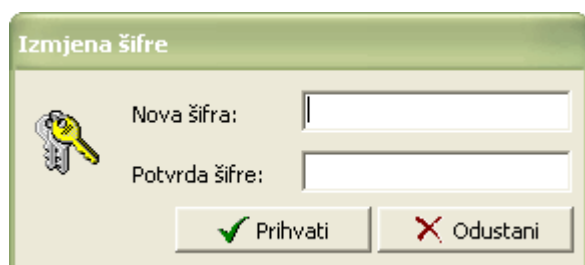 Izmjena šifre
Nova šifra:
Potvrda šifre:
Prihvati Odustani